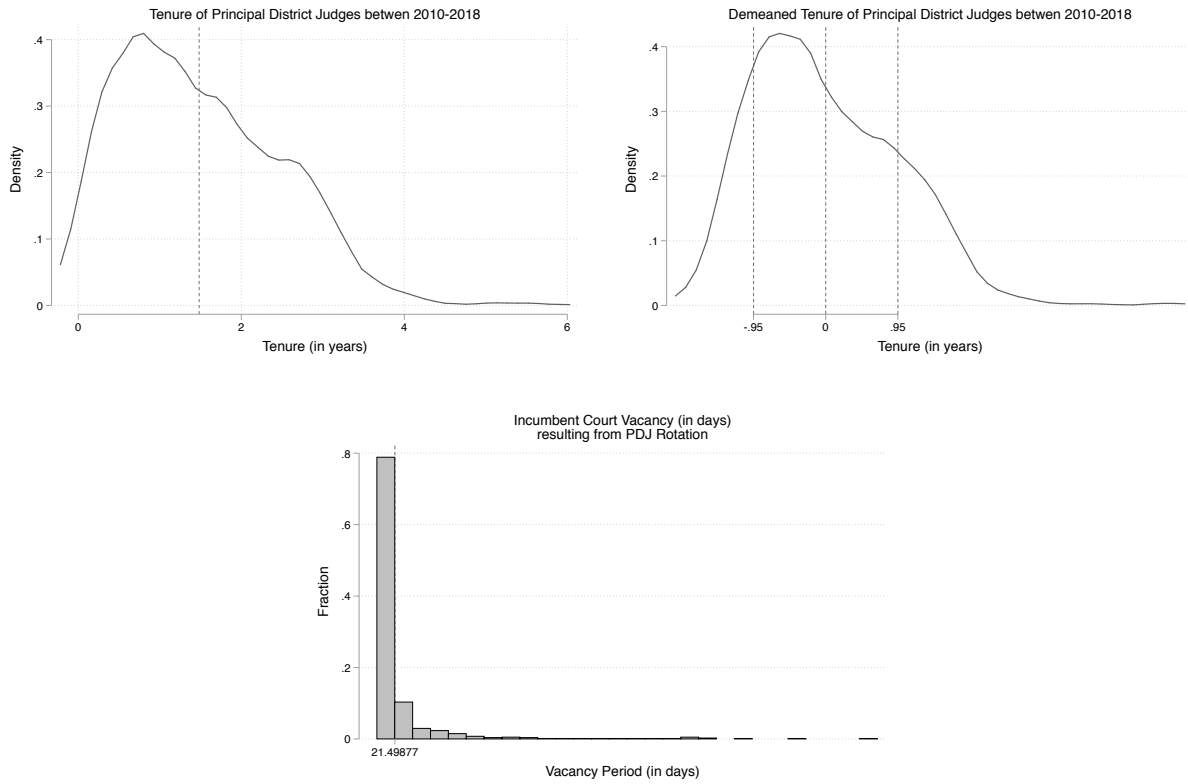 Tenure of Principal District Judges betwen 2010-2018
.4
.3
.2
.1
0
Density
0 2 4 6
Tenure (in years)
Demeaned Tenure of Principal District Judges betwen 2010-2018
.4
.3
.2
.1
0
Density
-.95 0 .95
Tenure (in years)
Incumbent Court Vacancy (in days)
resulting from PDJ Rotation
.8
.6
.4
.2
0
Fraction
21.49877
Vacancy Period (in days)